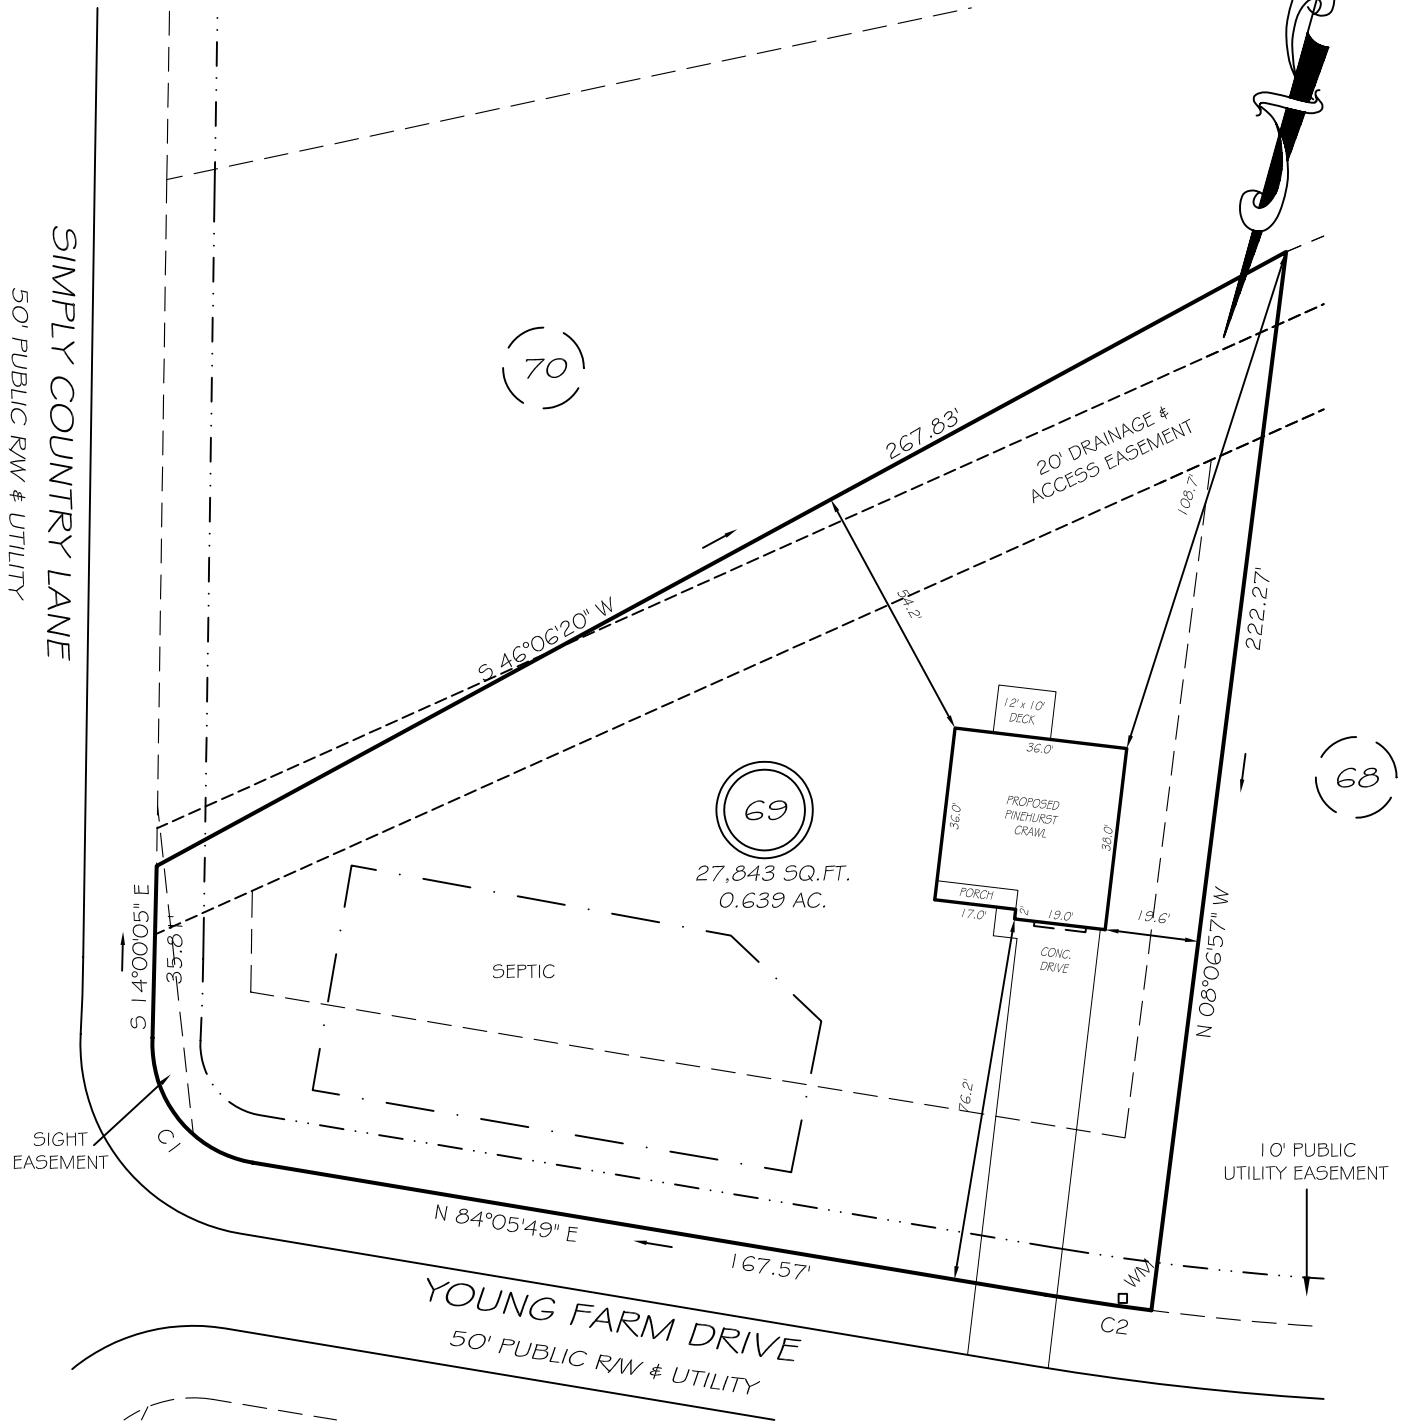 SIMPLY COUNTRY LANE
50' PUBLIC R/W & UTILITY
70
267.83'
20' DRAINAGE &
ACCESS EASEMENT
108.7'
S 46°06'20" W
54.2'
222.27'
12' x 10'
DECK
36.0'
68
69
27,843 SQ.FT.
0.639 AC.
36.0'
PROPOSED
PINEHURST
CRAWL
38.0'
PORCH
17.0'
2'
19.0'
19.6'
CONC.
DRIVE
S 14°00'05" E
35.81'
SEPTIC
N 08°06'57" W
76.2'
SIGHT
EASEMENT
C1
10' PUBLIC
UTILITY EASEMENT
N 84°05'49" E
167.57'
WM
C2
YOUNG FARM DRIVE
50' PUBLIC R/W & UTILITY